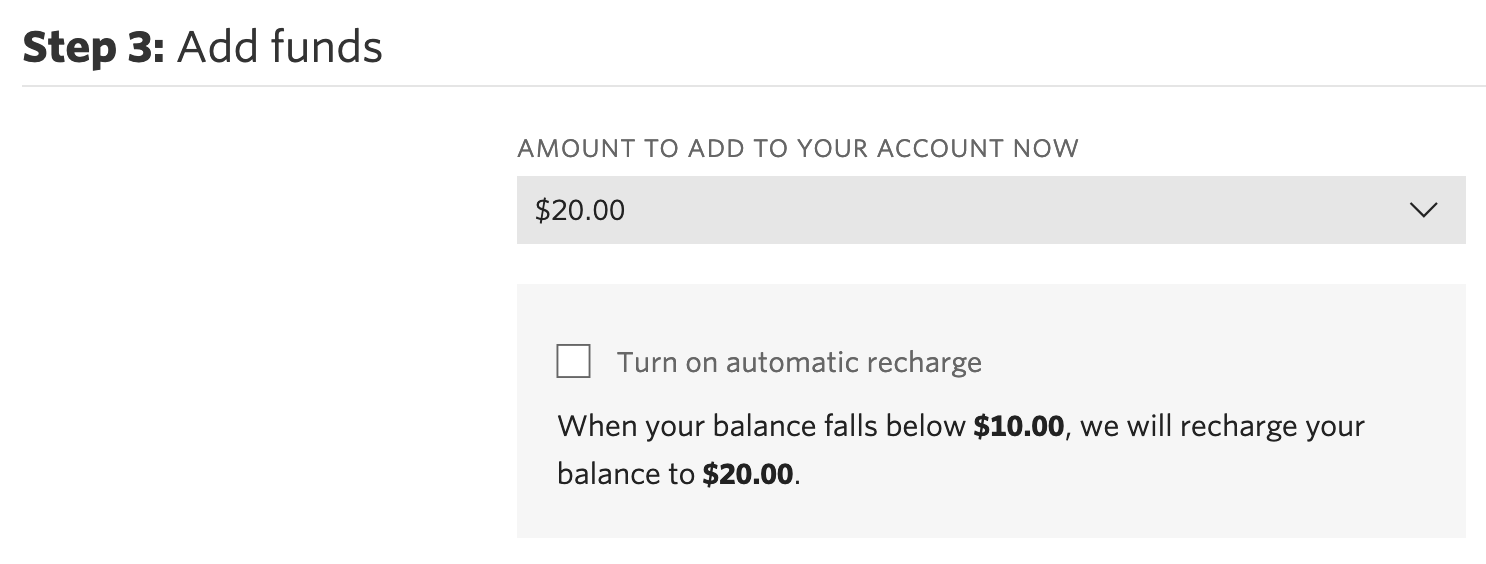 Step 3: Add funds
AMOUNT TO ADD TO YOUR ACCOUNT NOW
$20.00
Turn on automatic recharge
When your balance falls below $10.00, we will recharge your
balance to $20.00.